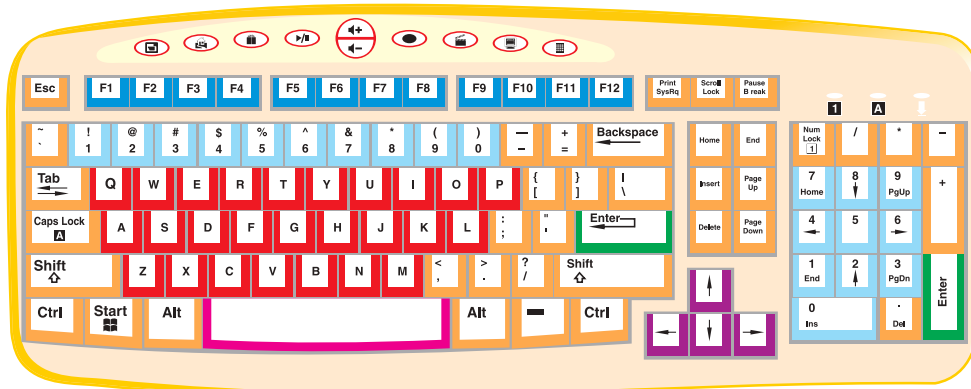 Esc
F1 F2 F3 F4 F5 F6 F7 F8 F9 F10 F11 F12
Print
SysRq
Scroll
Lock
Pause
B reak
1 A
~
`
!
1
@
2
#
3
$
4
%
5
^
6
&
7
*
8
(
9
)
0
—
–
+
=
Backspace
Home
End
Num
Lock
1
/
*
–
Tab
Q W E R T Y U I O P
{
[
}
]
|
\
Insert
Page
Up
7
Home
8
↓
9
PgUp
+
Caps Lock
A
A S D F G H J K L
:
;
"
'
Enter
Delete
Page
Down
4
←
5
6
→
Shift
Z X C V B N M
<
,
>
.
?
/
Shift
↑
1
End
2
↑
3
PgDn
Enter
Ctrl
Start
Alt
Alt
Ctrl
← ↓ →
0
Ins
.
Del